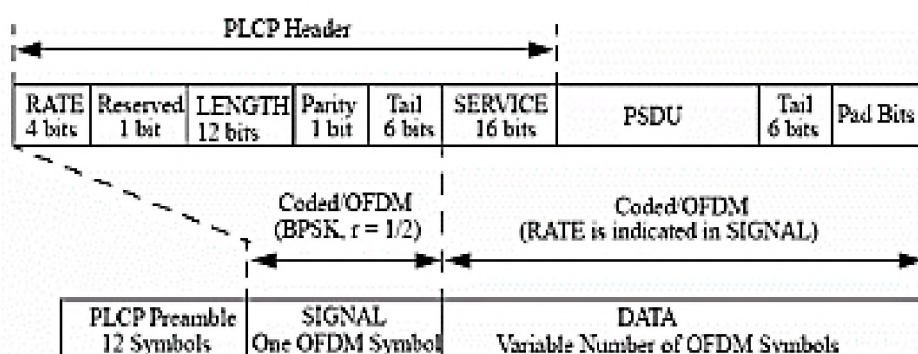 PLCP Header
RATE Reserved LENGTH Parity Tail SERVICE PSDU Tail Pad Bits
4 bits 1 bit 12 bits 1 bit 6 bits 16 bits 6 bits
Coded/OFDM
(BPSK, r = 1/2)
Coded/OFDM
(RATE is indicated in SIGNAL)
PLCP Preamble SIGNAL DATA
12 Symbols One OFDM Symbol Variable Number of OFDM Symbols